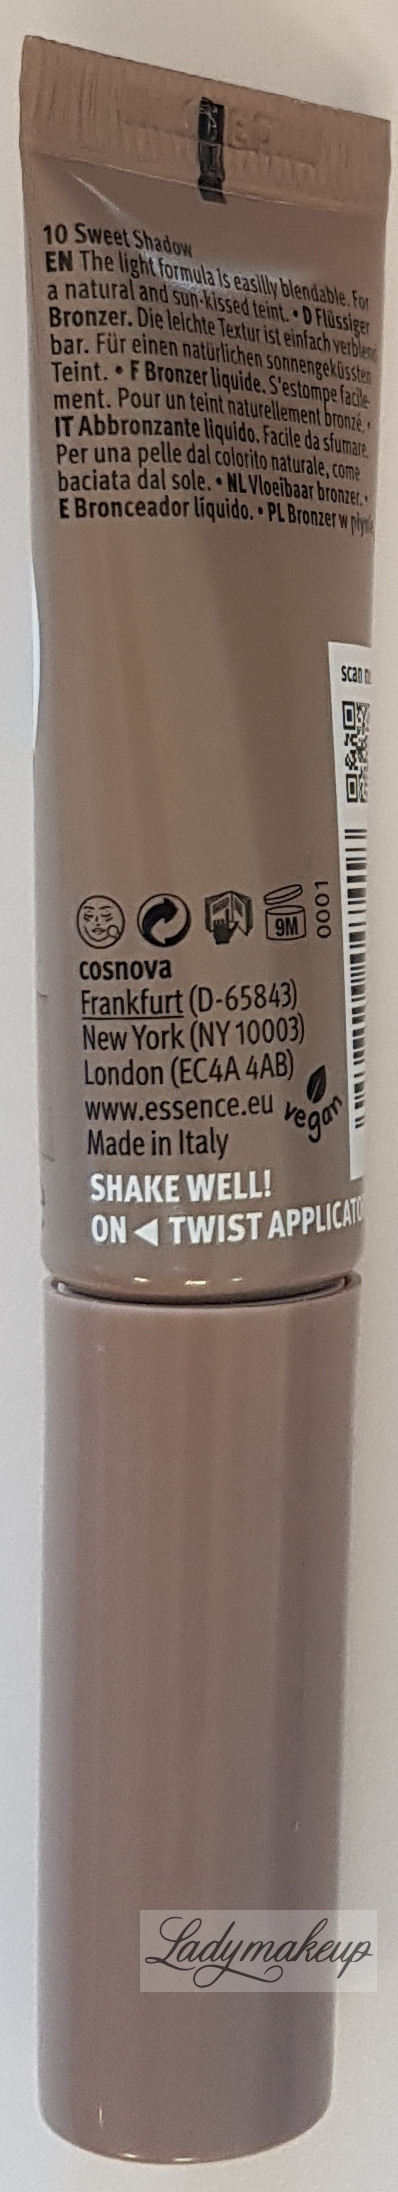 10 Sweet Shadow
EN The light formula is easilly blendable. For
a natural and sun-kissed teint. • D Flüssiger
Bronzer. Die leichte Textur ist einfach verblend
bar. Für einen natürlichen sonnengeküssten
Teint. • F Bronzer liquide. S'estompe facile-
ment. Pour un teint naturellement bronzé. •
IT Abbronzante liquido. Facile da sfumare.
Per una pelle dal colorito naturale, come
baciata dal sole. • NL Vloeibaar bronzer. •
E Bronceador líquido. • PL Bronzer w płynie
scan
9M
0001
cosnova
Frankfurt (D-65843)
New York (NY 10003)
London (EC4A 4AB)
www.essence.eu
vegan
Made in Italy
SHAKE WELL!
ON ◀ TWIST APPLICATO
Ladymakeup